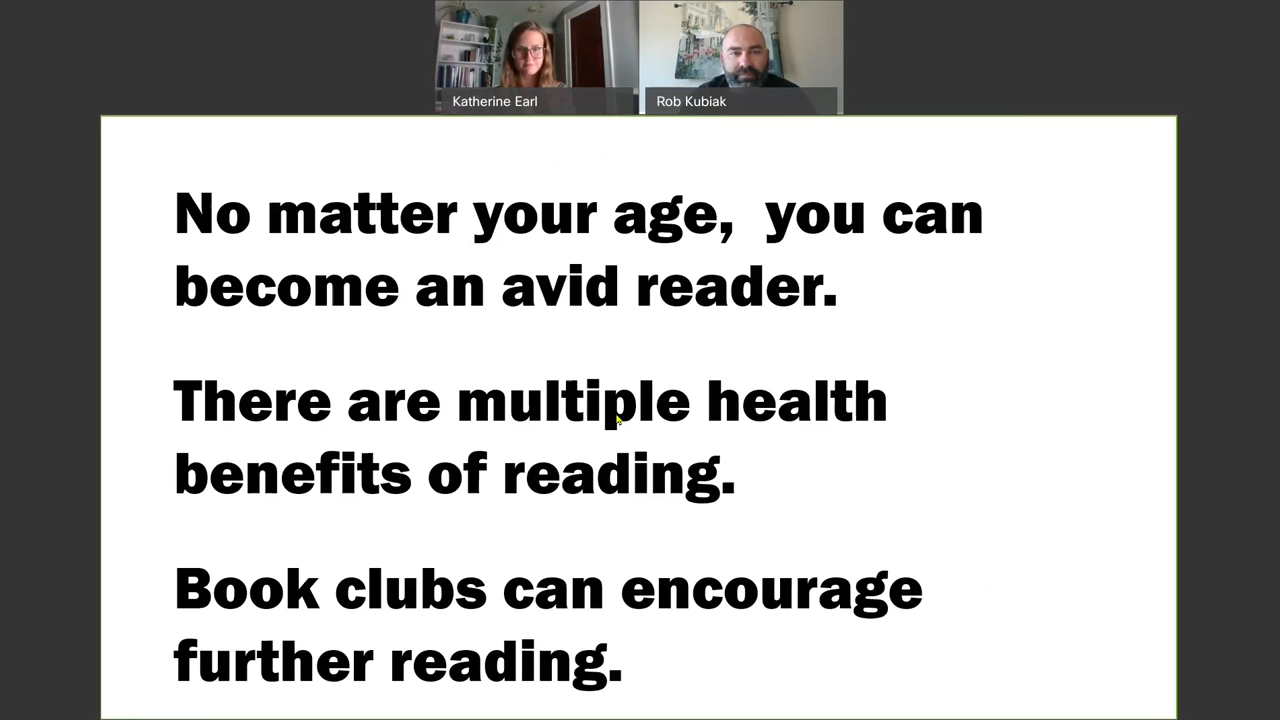 Katherine Earl
Rob Kubiak
No matter your age,  you can
become an avid reader.
There are multiple health
benefits of reading.
Book clubs can encourage
further reading.